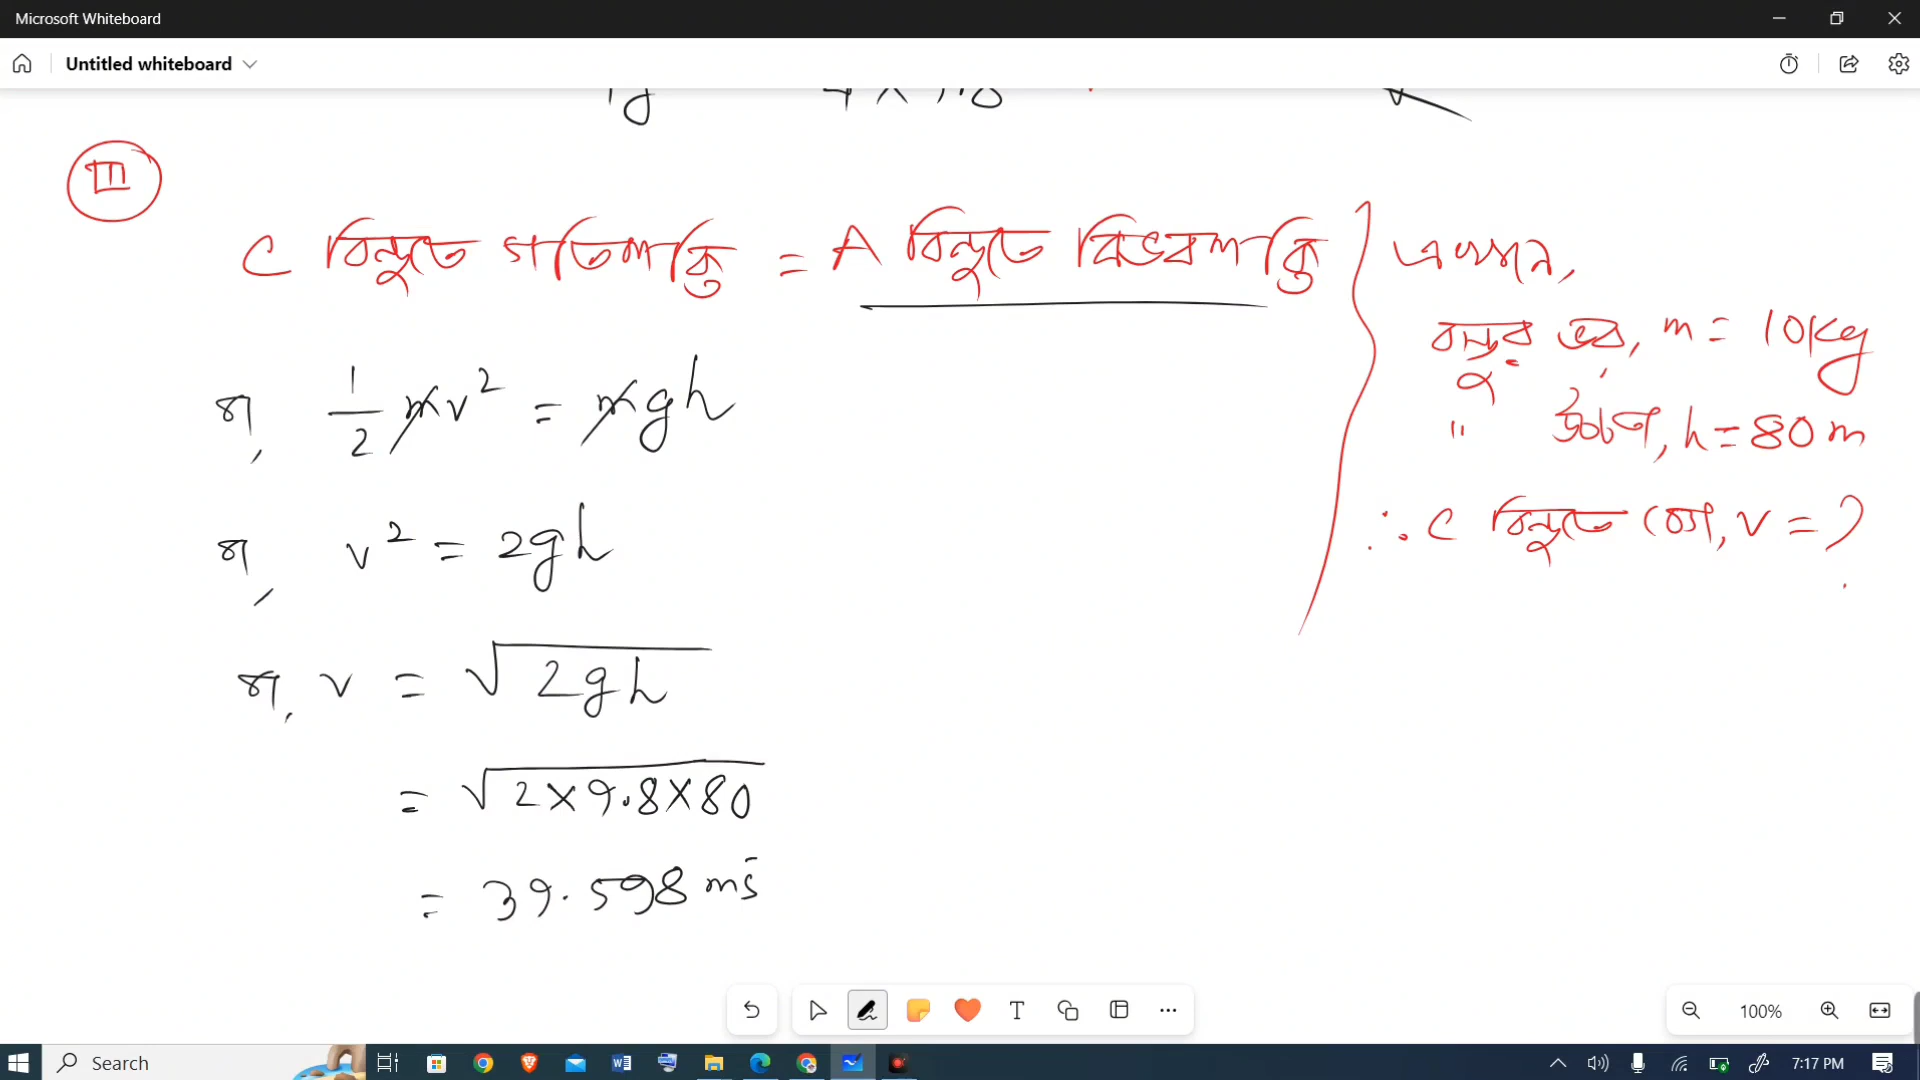 Microsoft Whiteboard
Untitled whiteboard
III
C বিন্দুতে গতিশক্তি = A বিন্দুতে বিভবশক্তি
বা, 1/2 mv² = mgh
বা, v² = 2gh
বা, v = √2gh
= √2×9.8×80
= 39.598 ms⁻
এখানে,
বস্তুর ভর, m = 10kg
" উচ্চতা, h = 80 m
∴ C বিন্দুতে বেগ, v = ?
100%
Search
7:17 PM